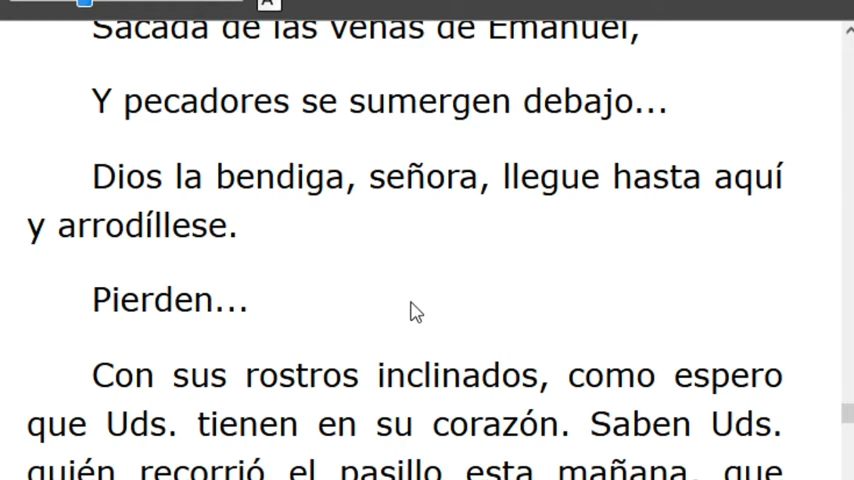 Sacada de las venas de Emanuel,
Y pecadores se sumergen debajo...
Dios la bendiga, señora, llegue hasta aquí
y arrodíllese.
Pierden...
Con sus rostros inclinados, como espero
que Uds. tienen en su corazón. Saben Uds.
quién recorrió el pasillo esta mañana, que